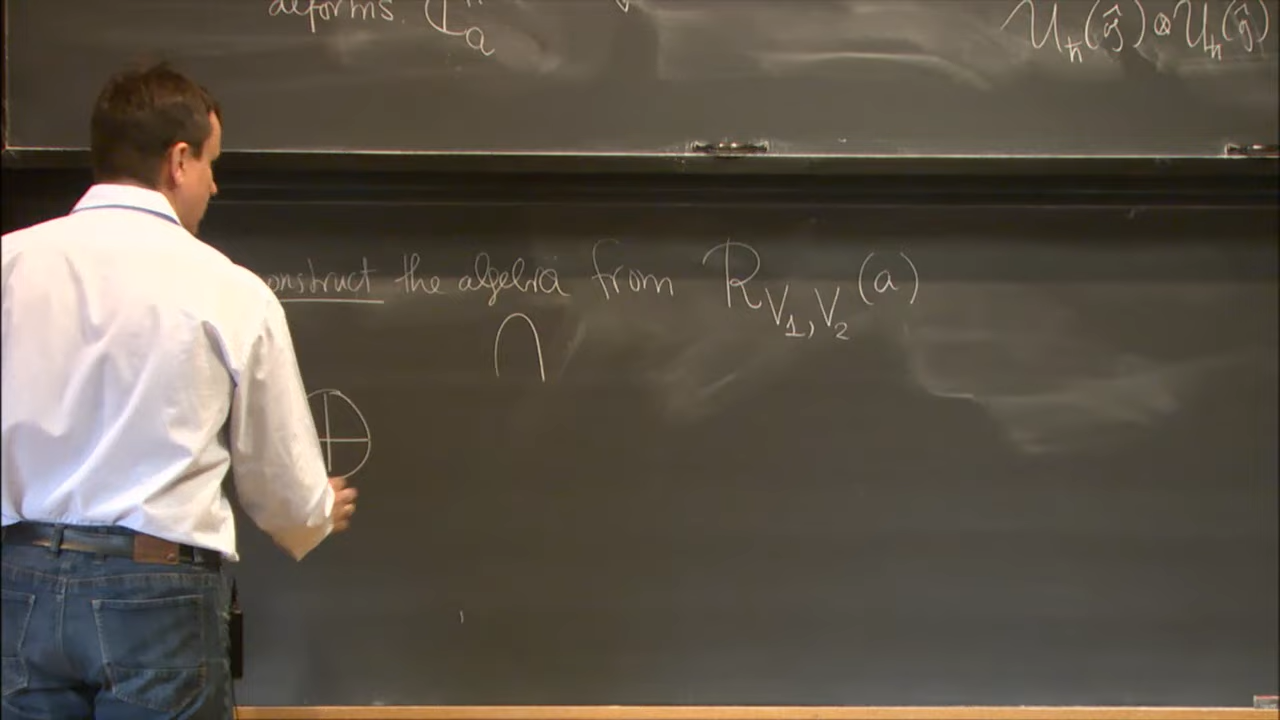 deforms.
U_ħ(ĝ) ⊗ U_ħ(ĝ)
onstruct the algebra from R_{V_1,V_2}(a)
∩